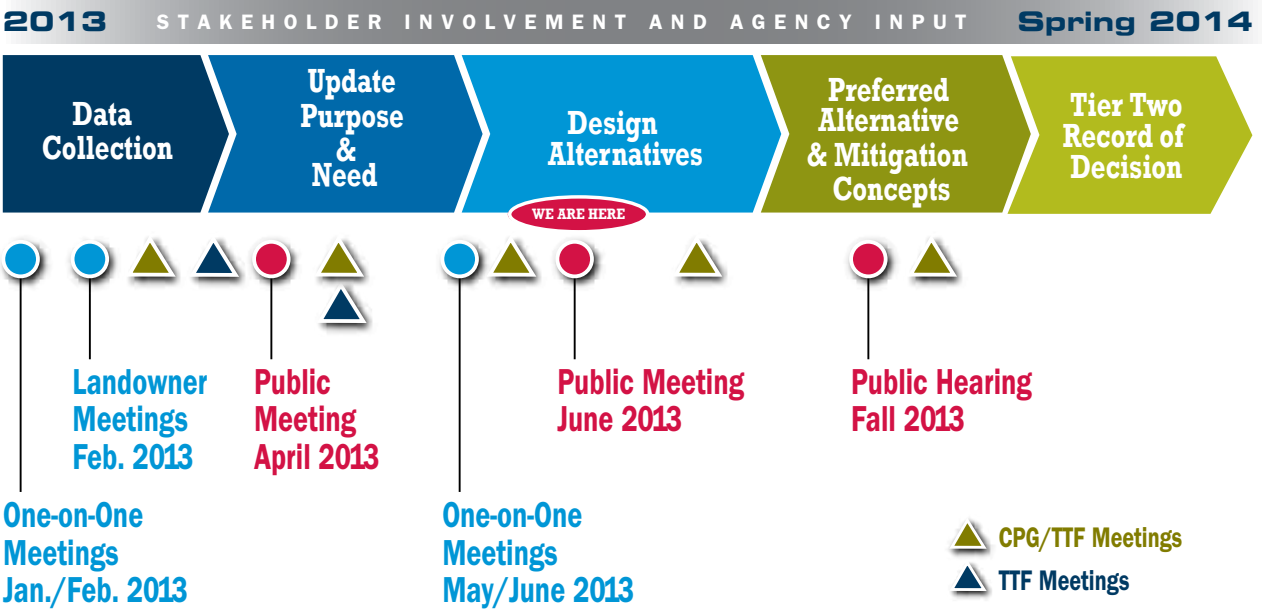 2013 STAKEHOLDER INVOLVEMENT AND AGENCY INPUT Spring 2014
Data
Collection
Update
Purpose
&
Need
Design
Alternatives
Preferred
Alternative
& Mitigation
Concepts
Tier Two
Record of
Decision
WE ARE HERE
Landowner
Meetings
Feb. 2013
Public
Meeting
April 2013
Public Meeting
June 2013
Public Hearing
Fall 2013
One-on-One
Meetings
Jan./Feb. 2013
One-on-One
Meetings
May/June 2013
CPG/TTF Meetings
TTF Meetings